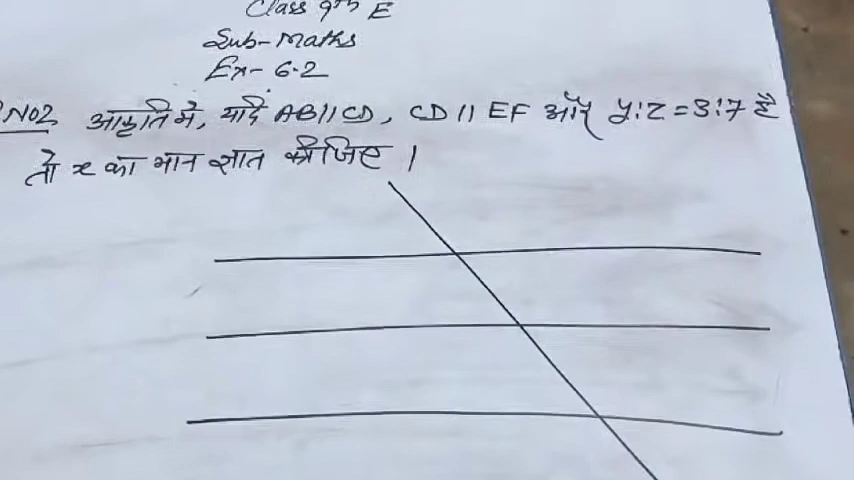 Class 9th E
Sub- Maths
Ex- 6.2
No2. आकृति में, यदि AB//CD, CD // EF और y:z = 3:7 है
तो x का मान ज्ञात कीजिए ।